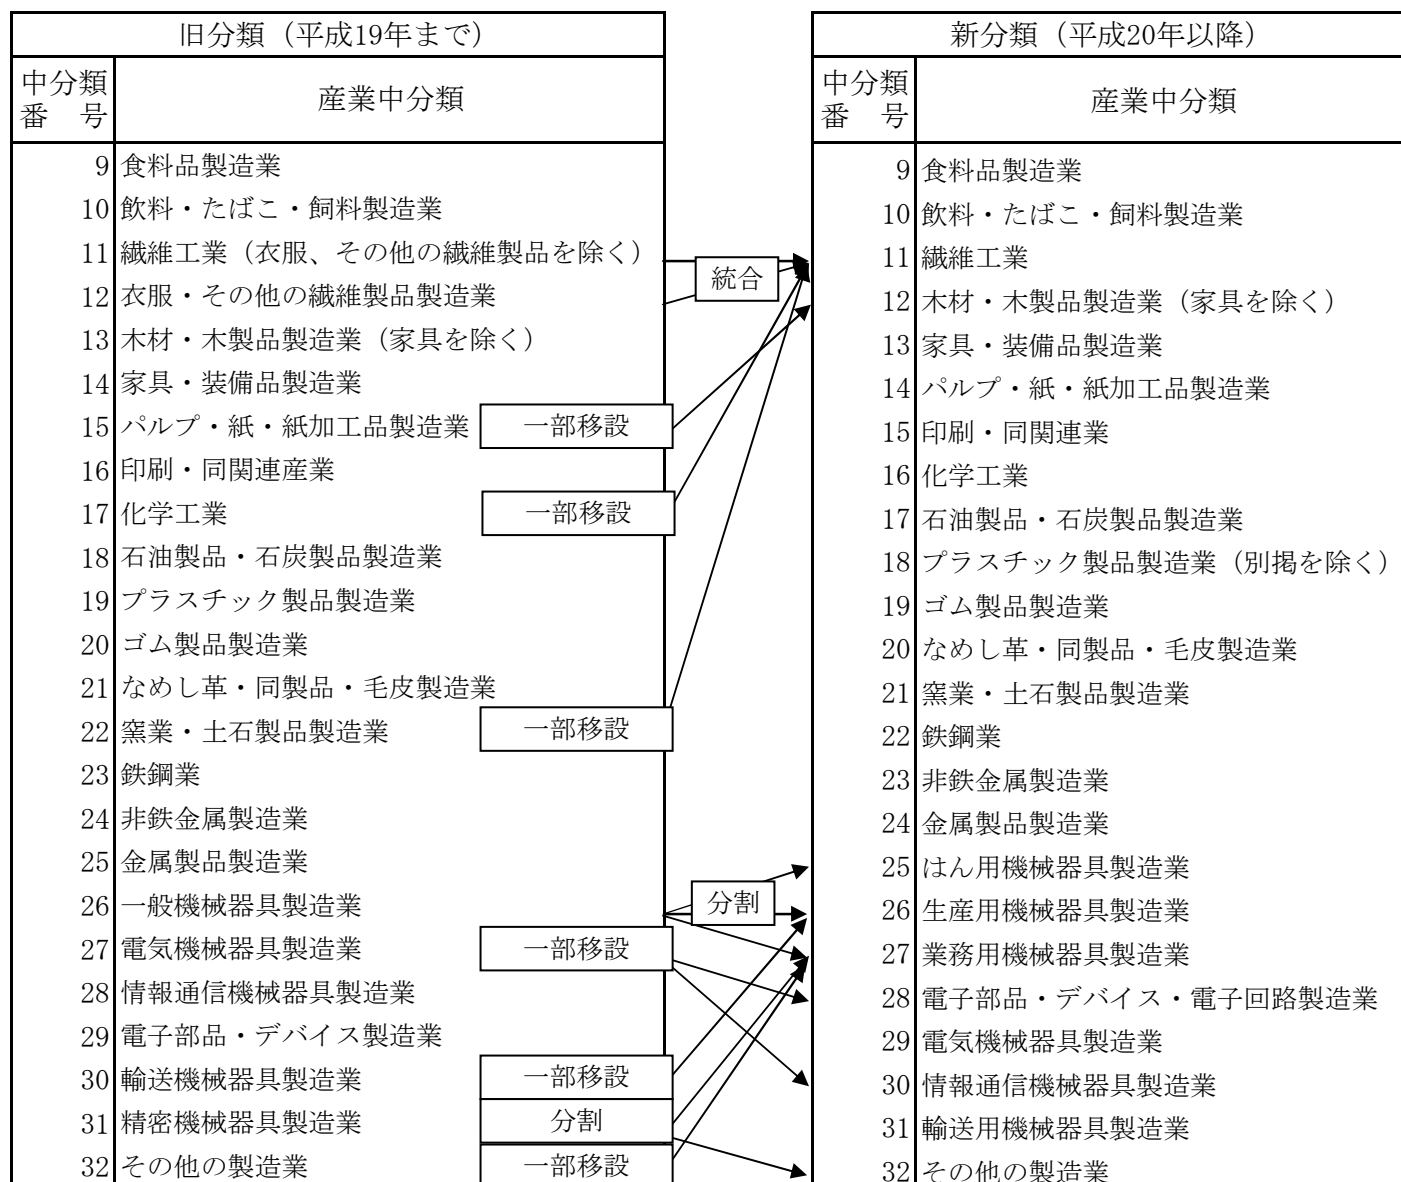 旧分類（平成19年まで）
中分類
番　号
産業中分類
9 食料品製造業
10 飲料・たばこ・飼料製造業
11 繊維工業（衣服、その他の繊維製品を除く）
12 衣服・その他の繊維製品製造業
13 木材・木製品製造業（家具を除く）
14 家具・装備品製造業
15 パルプ・紙・紙加工品製造業 一部移設
16 印刷・同関連産業
17 化学工業 一部移設
18 石油製品・石炭製品製造業
19 プラスチック製品製造業
20 ゴム製品製造業
21 なめし革・同製品・毛皮製造業
22 窯業・土石製品製造業 一部移設
23 鉄鋼業
24 非鉄金属製造業
25 金属製品製造業
26 一般機械器具製造業
27 電気機械器具製造業 一部移設
28 情報通信機械器具製造業
29 電子部品・デバイス製造業
30 輸送機械器具製造業 一部移設
31 精密機械器具製造業 分割
32 その他の製造業 一部移設
統合
分割
新分類（平成20年以降）
中分類
番　号
産業中分類
9 食料品製造業
10 飲料・たばこ・飼料製造業
11 繊維工業
12 木材・木製品製造業（家具を除く）
13 家具・装備品製造業
14 パルプ・紙・紙加工品製造業
15 印刷・同関連業
16 化学工業
17 石油製品・石炭製品製造業
18 プラスチック製品製造業（別掲を除く）
19 ゴム製品製造業
20 なめし革・同製品・毛皮製造業
21 窯業・土石製品製造業
22 鉄鋼業
23 非鉄金属製造業
24 金属製品製造業
25 はん用機械器具製造業
26 生産用機械器具製造業
27 業務用機械器具製造業
28 電子部品・デバイス・電子回路製造業
29 電気機械器具製造業
30 情報通信機械器具製造業
31 輸送用機械器具製造業
32 その他の製造業